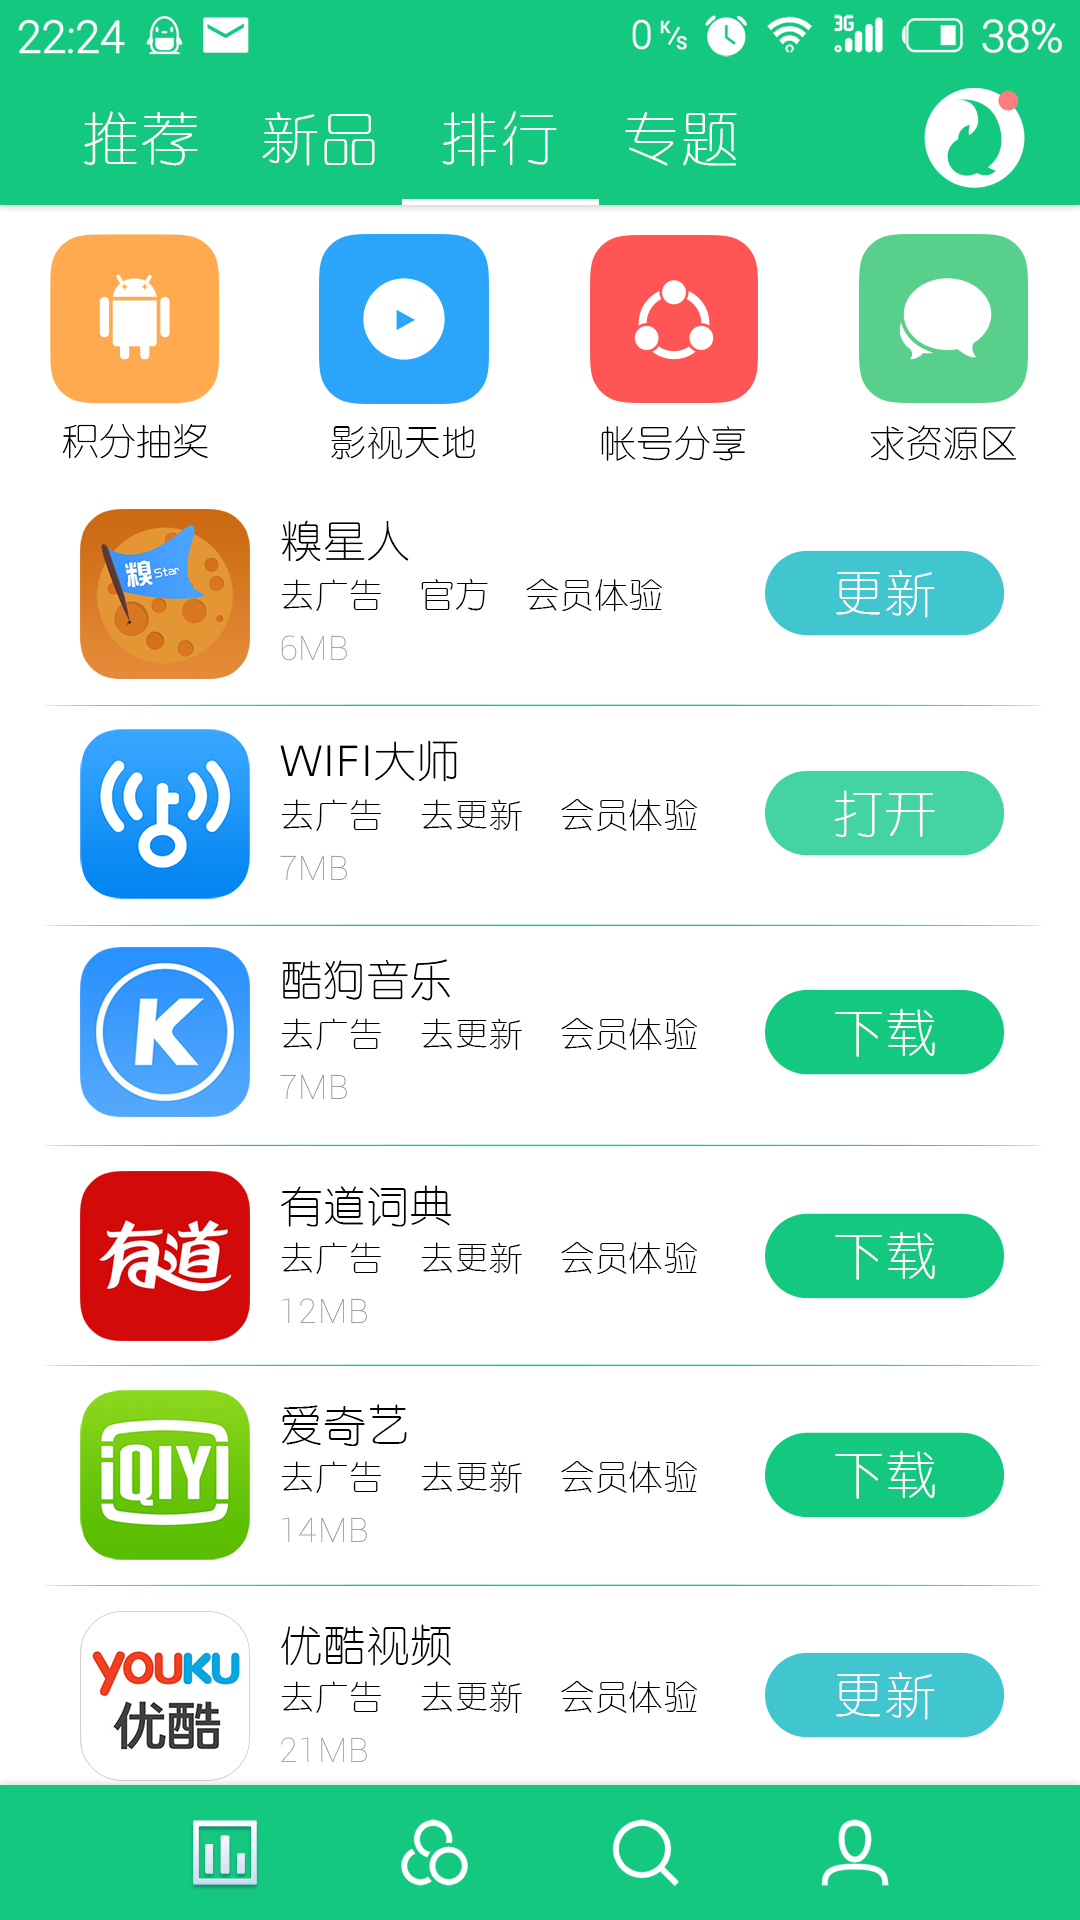 22:24 0 K/s 3G 38%
推荐 新品 排行 专题
积分抽奖 影视天地 帐号分享 求资源区
糗Star
糗星人
去广告 官方 会员体验
6MB
更新
WIFI大师
去广告 去更新 会员体验
7MB
打开
K
酷狗音乐
去广告 去更新 会员体验
7MB
下载
有道
有道词典
去广告 去更新 会员体验
12MB
下载
iQIYI
爱奇艺
去广告 去更新 会员体验
14MB
下载
YOUKU
优酷
优酷视频
去广告 去更新 会员体验
21MB
更新